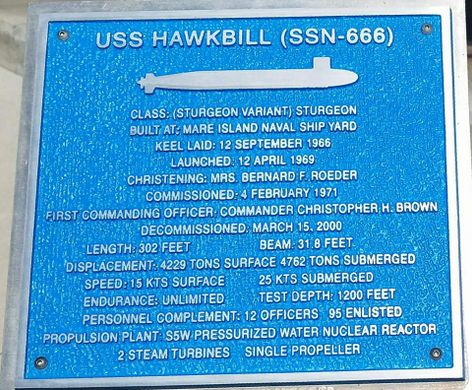 USS HAWKBILL (SSN-666)
CLASS: (STURGEON VARIANT) STURGEON
BUILT AT: MARE ISLAND NAVAL SHIP YARD
KEEL LAID: 12 SEPTEMBER 1966
LAUNCHED: 12 APRIL 1969
CHRISTENING: MRS. BERNARD F. ROEDER
COMMISSIONED: 4 FEBRUARY 1971
FIRST COMMANDING OFFICER: COMMANDER CHRISTOPHER H. BROWN
DECOMMISSIONED: MARCH 15, 2000
LENGTH: 302 FEET BEAM: 31.8 FEET
DISPLACEMENT: 4229 TONS SURFACE 4762 TONS SUBMERGED
SPEED: 15 KTS SURFACE 25 KTS SUBMERGED
ENDURANCE: UNLIMITED TEST DEPTH: 1200 FEET
PERSONNEL COMPLEMENT: 12 OFFICERS 95 ENLISTED
PROPULSION PLANT: S5W PRESSURIZED WATER NUCLEAR REACTOR
2 STEAM TURBINES SINGLE PROPELLER